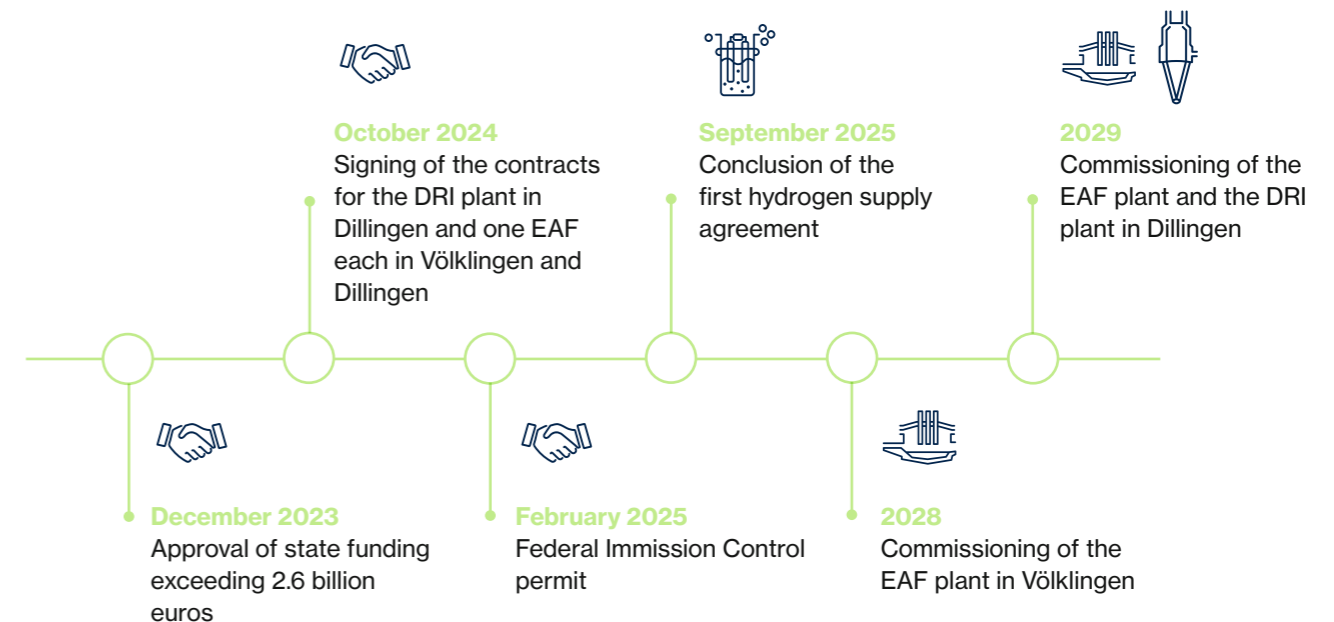 October 2024
Signing of the contracts
for the DRI plant in
Dillingen and one EAF
each in Völklingen and
Dillingen
September 2025
Conclusion of the
first hydrogen supply
agreement
2029
Commissioning of the
EAF plant and the DRI
plant in Dillingen
December 2023
Approval of state funding
exceeding 2.6 billion
euros
February 2025
Federal Immission Control
permit
2028
Commissioning of the
EAF plant in Völklingen